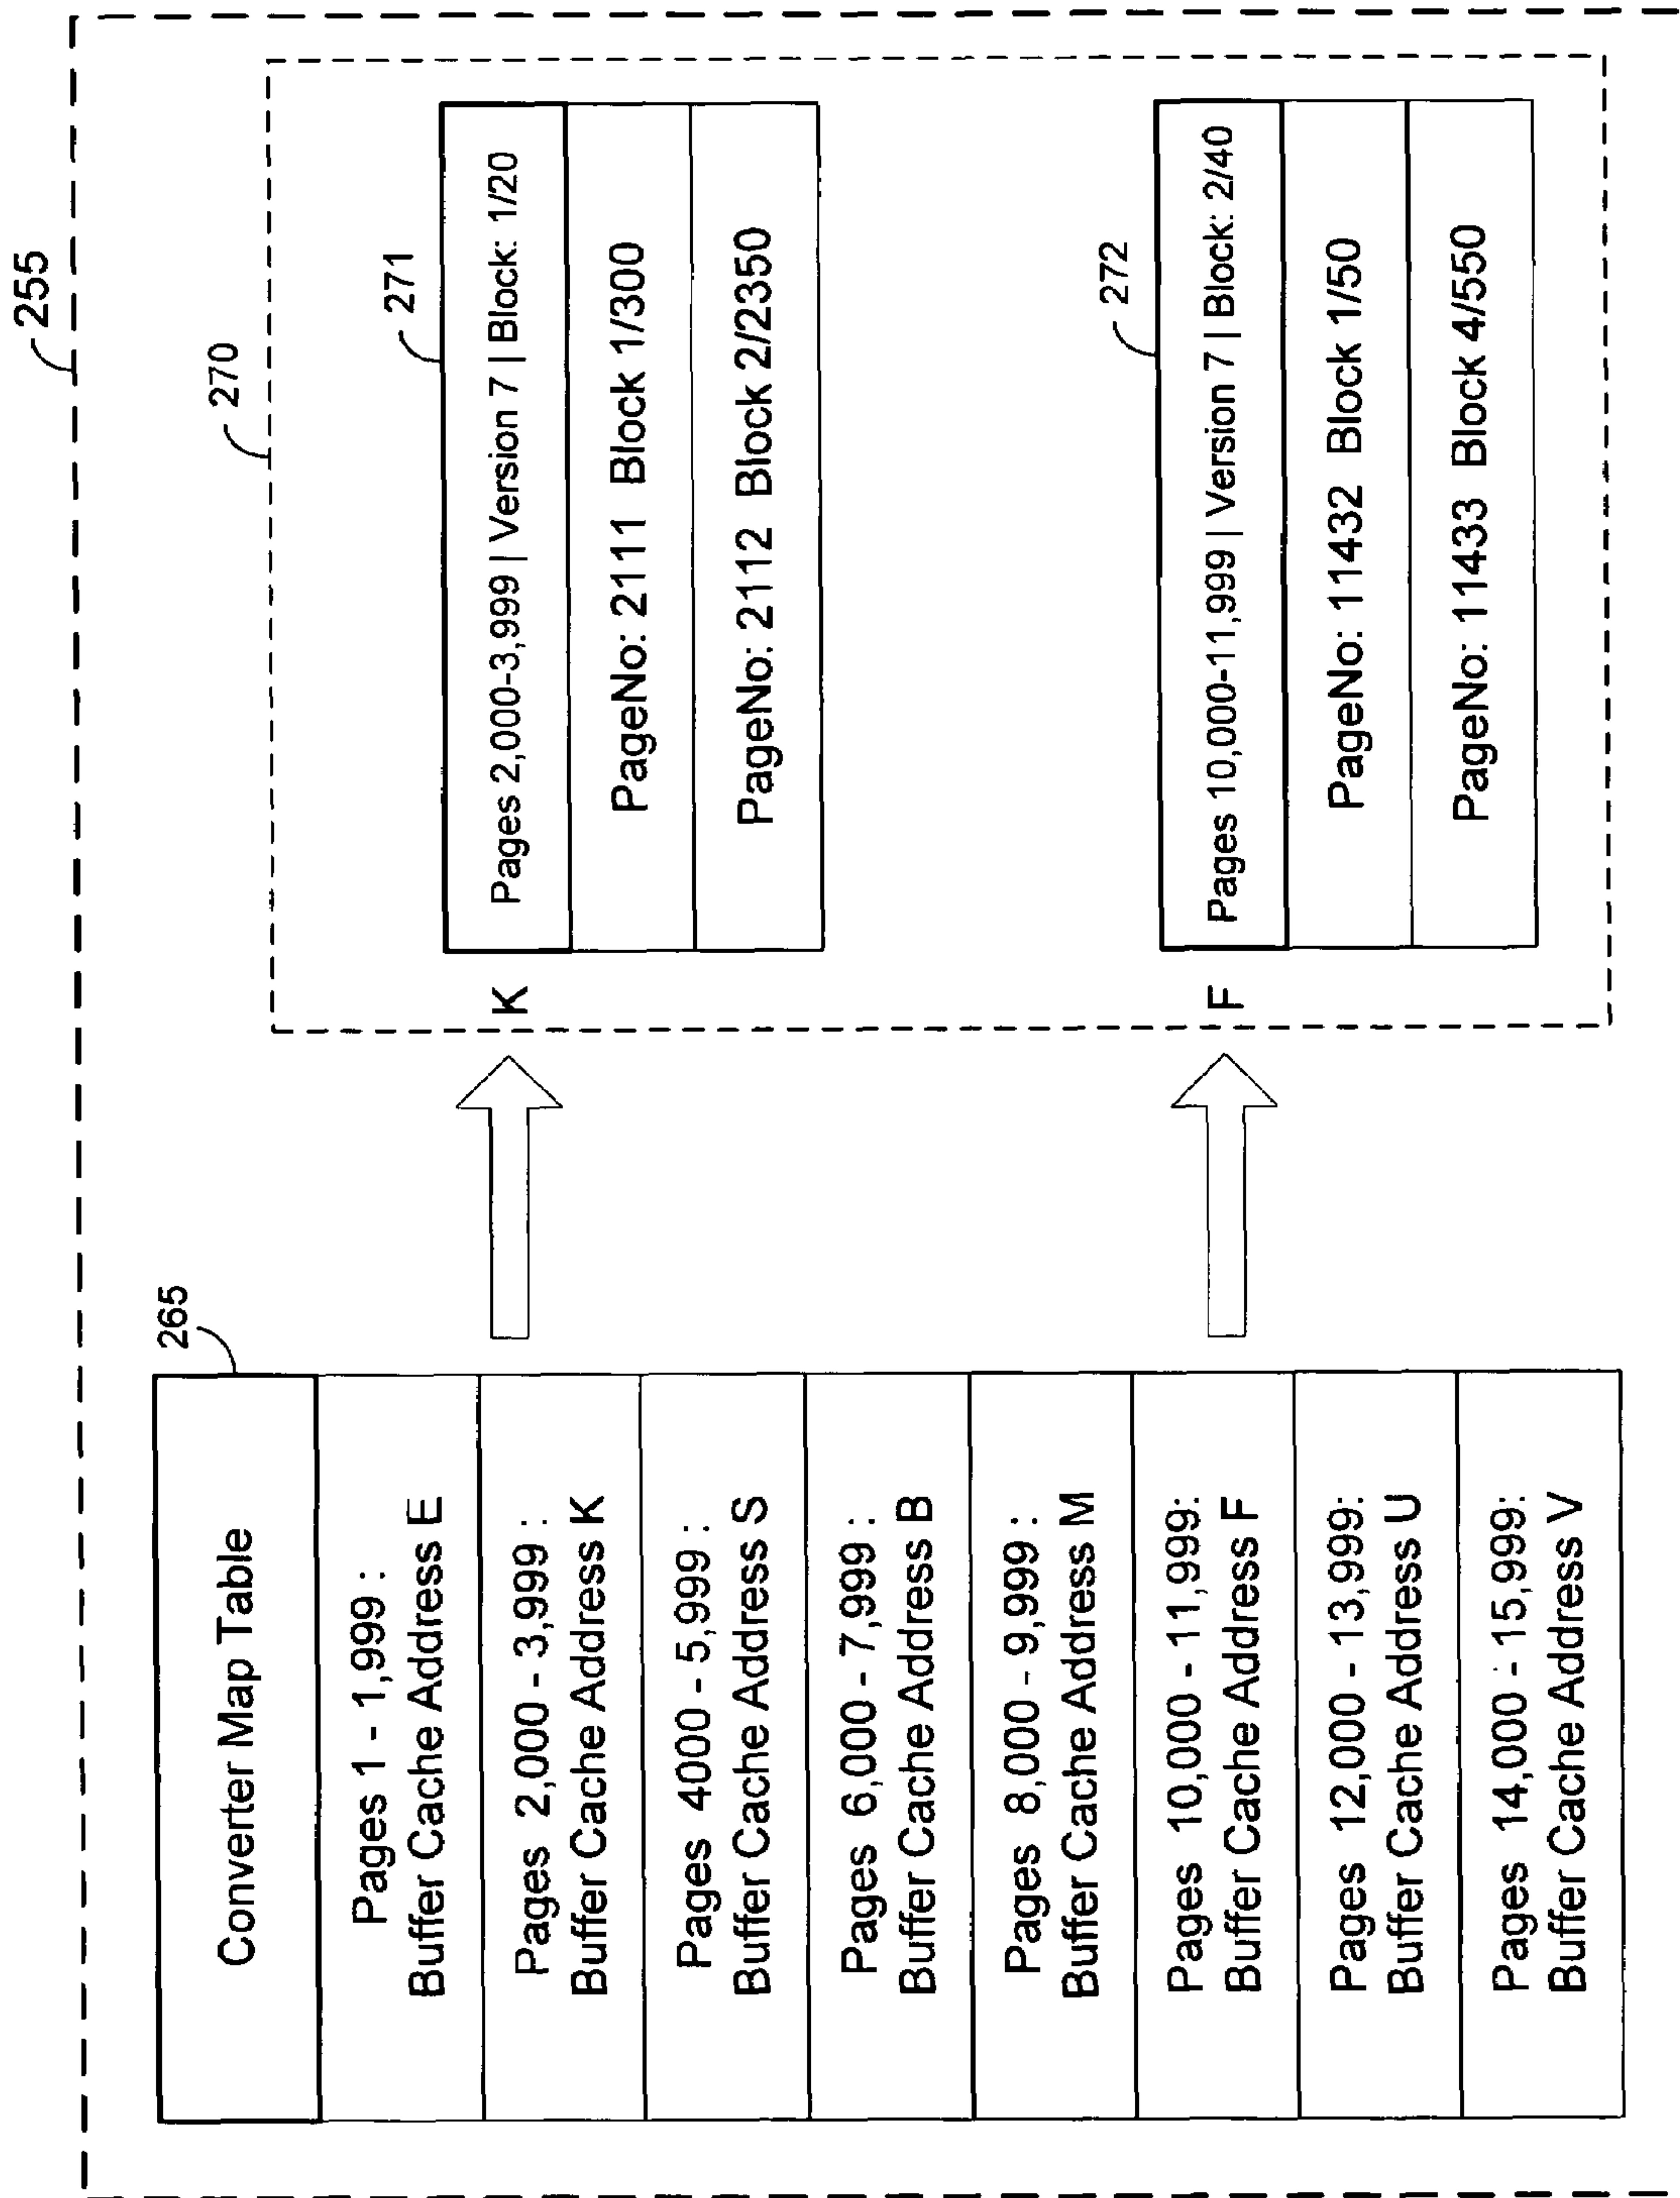 255
265
Converter Map Table
Pages 1 - 1,999 :
Buffer Cache Address E
Pages 2,000 - 3,999 :
Buffer Cache Address K
Pages 4000 - 5,999 :
Buffer Cache Address S
Pages 6,000 - 7,999 :
Buffer Cache Address B
Pages 8,000 - 9,999 :
Buffer Cache Address M
Pages 10,000 - 11,999:
Buffer Cache Address F
Pages 12,000 - 13,999:
Buffer Cache Address U
Pages 14,000 - 15,999:
Buffer Cache Address V
270
K
271
Pages 2,000-3,999 | Version 7 | Block: 1/20
PageNo: 2111 Block 1/300
PageNo: 2112 Block 2/2350
F
272
Pages 10,000-11,999 | Version 7 | Block: 2/40
PageNo: 11432 Block 1/50
PageNo: 11433 Block 4/550